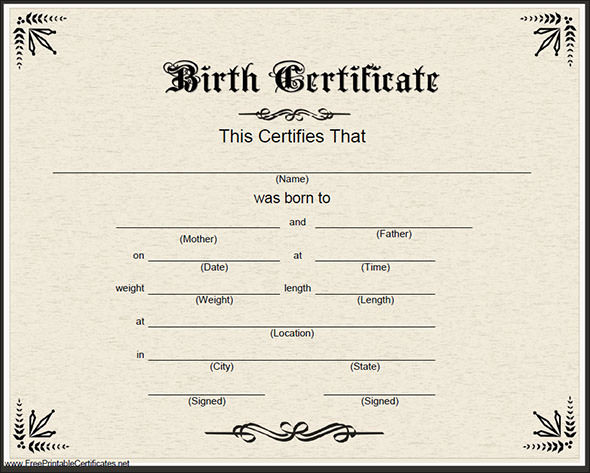 Birth Certificate
This Certifies That
(Name)
was born to
and
(Mother) (Father)
on at
(Date) (Time)
weight length
(Weight) (Length)
at
(Location)
in
(City) (State)
(Signed) (Signed)
www.FreePrintableCertificates.net